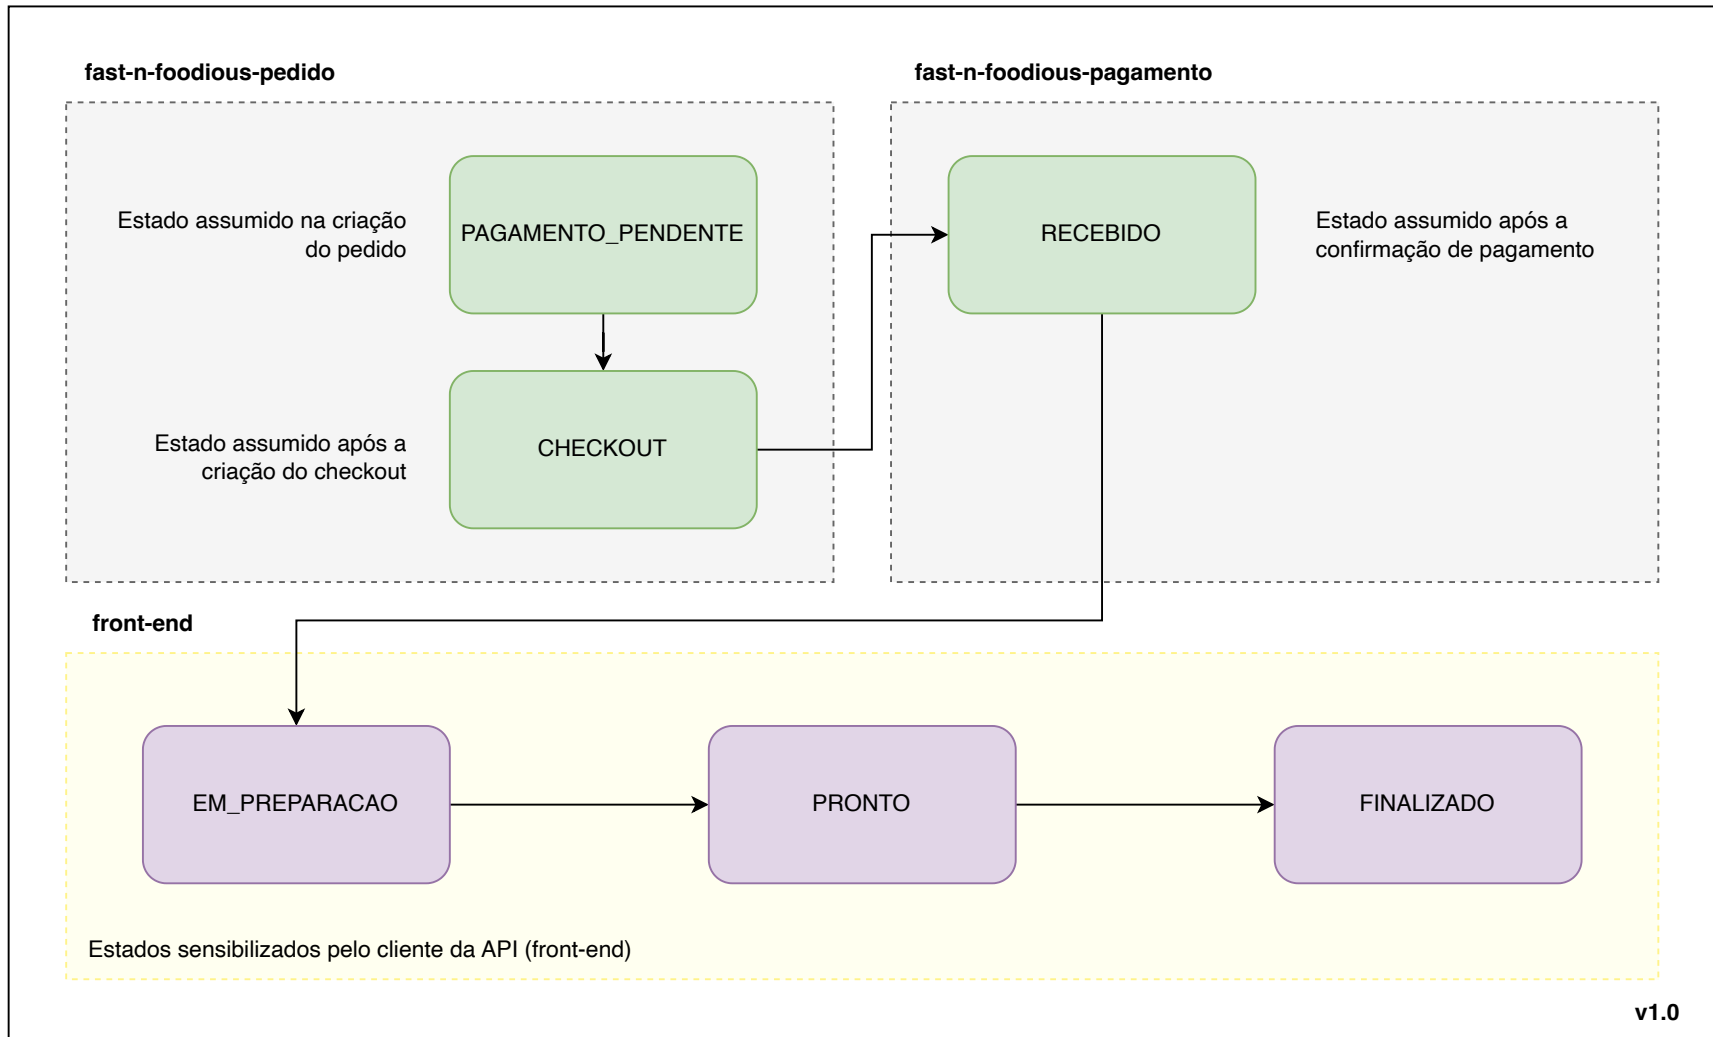 fast-n-foodious-pedido
fast-n-foodious-pagamento
Estado assumido na criação
do pedido
PAGAMENTO_PENDENTE
RECEBIDO
Estado assumido após a
confirmação de pagamento
Estado assumido após a
criação do checkout
CHECKOUT
front-end
EM_PREPARACAO
PRONTO
FINALIZADO
Estados sensibilizados pelo cliente da API (front-end)
v1.0